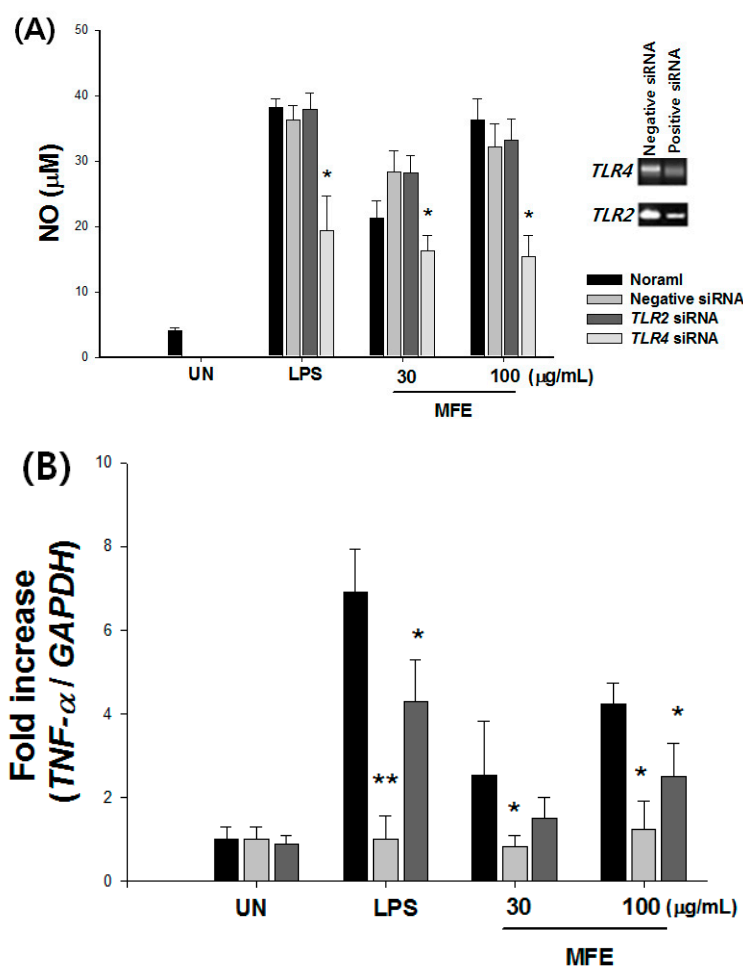 (A)
50
40
30
20
10
0
NO (µM)
*
*
*
UN
LPS
30
100
(µg/mL)
MFE
Negative siRNA
Positive siRNA
TLR4
TLR2
Noraml
Negative siRNA
TLR2 siRNA
TLR4 siRNA
(B)
10
8
6
4
2
0
Fold increase
(TNF-α / GAPDH)
**
*
*
*
*
UN
LPS
30
100
(µg/mL)
MFE